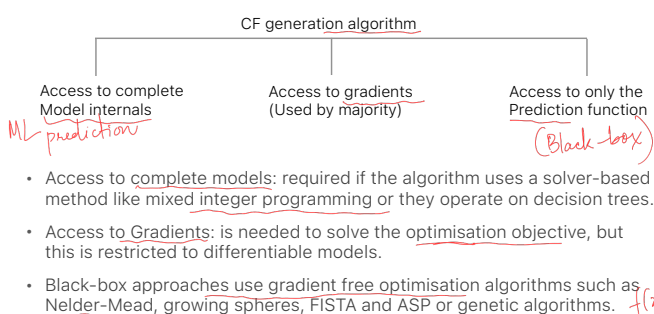 CF generation algorithm
Access to complete
Model internals
Access to gradients
(Used by majority)
Access to only the
Prediction function
ML prediction
(Black-box)
• Access to complete models: required if the algorithm uses a solver-based
method like mixed integer programming or they operate on decision trees.
• Access to Gradients: is needed to solve the optimisation objective, but
this is restricted to differentiable models.
• Black-box approaches use gradient free optimisation algorithms such as
Nelder-Mead, growing spheres, FISTA and ASP or genetic algorithms.